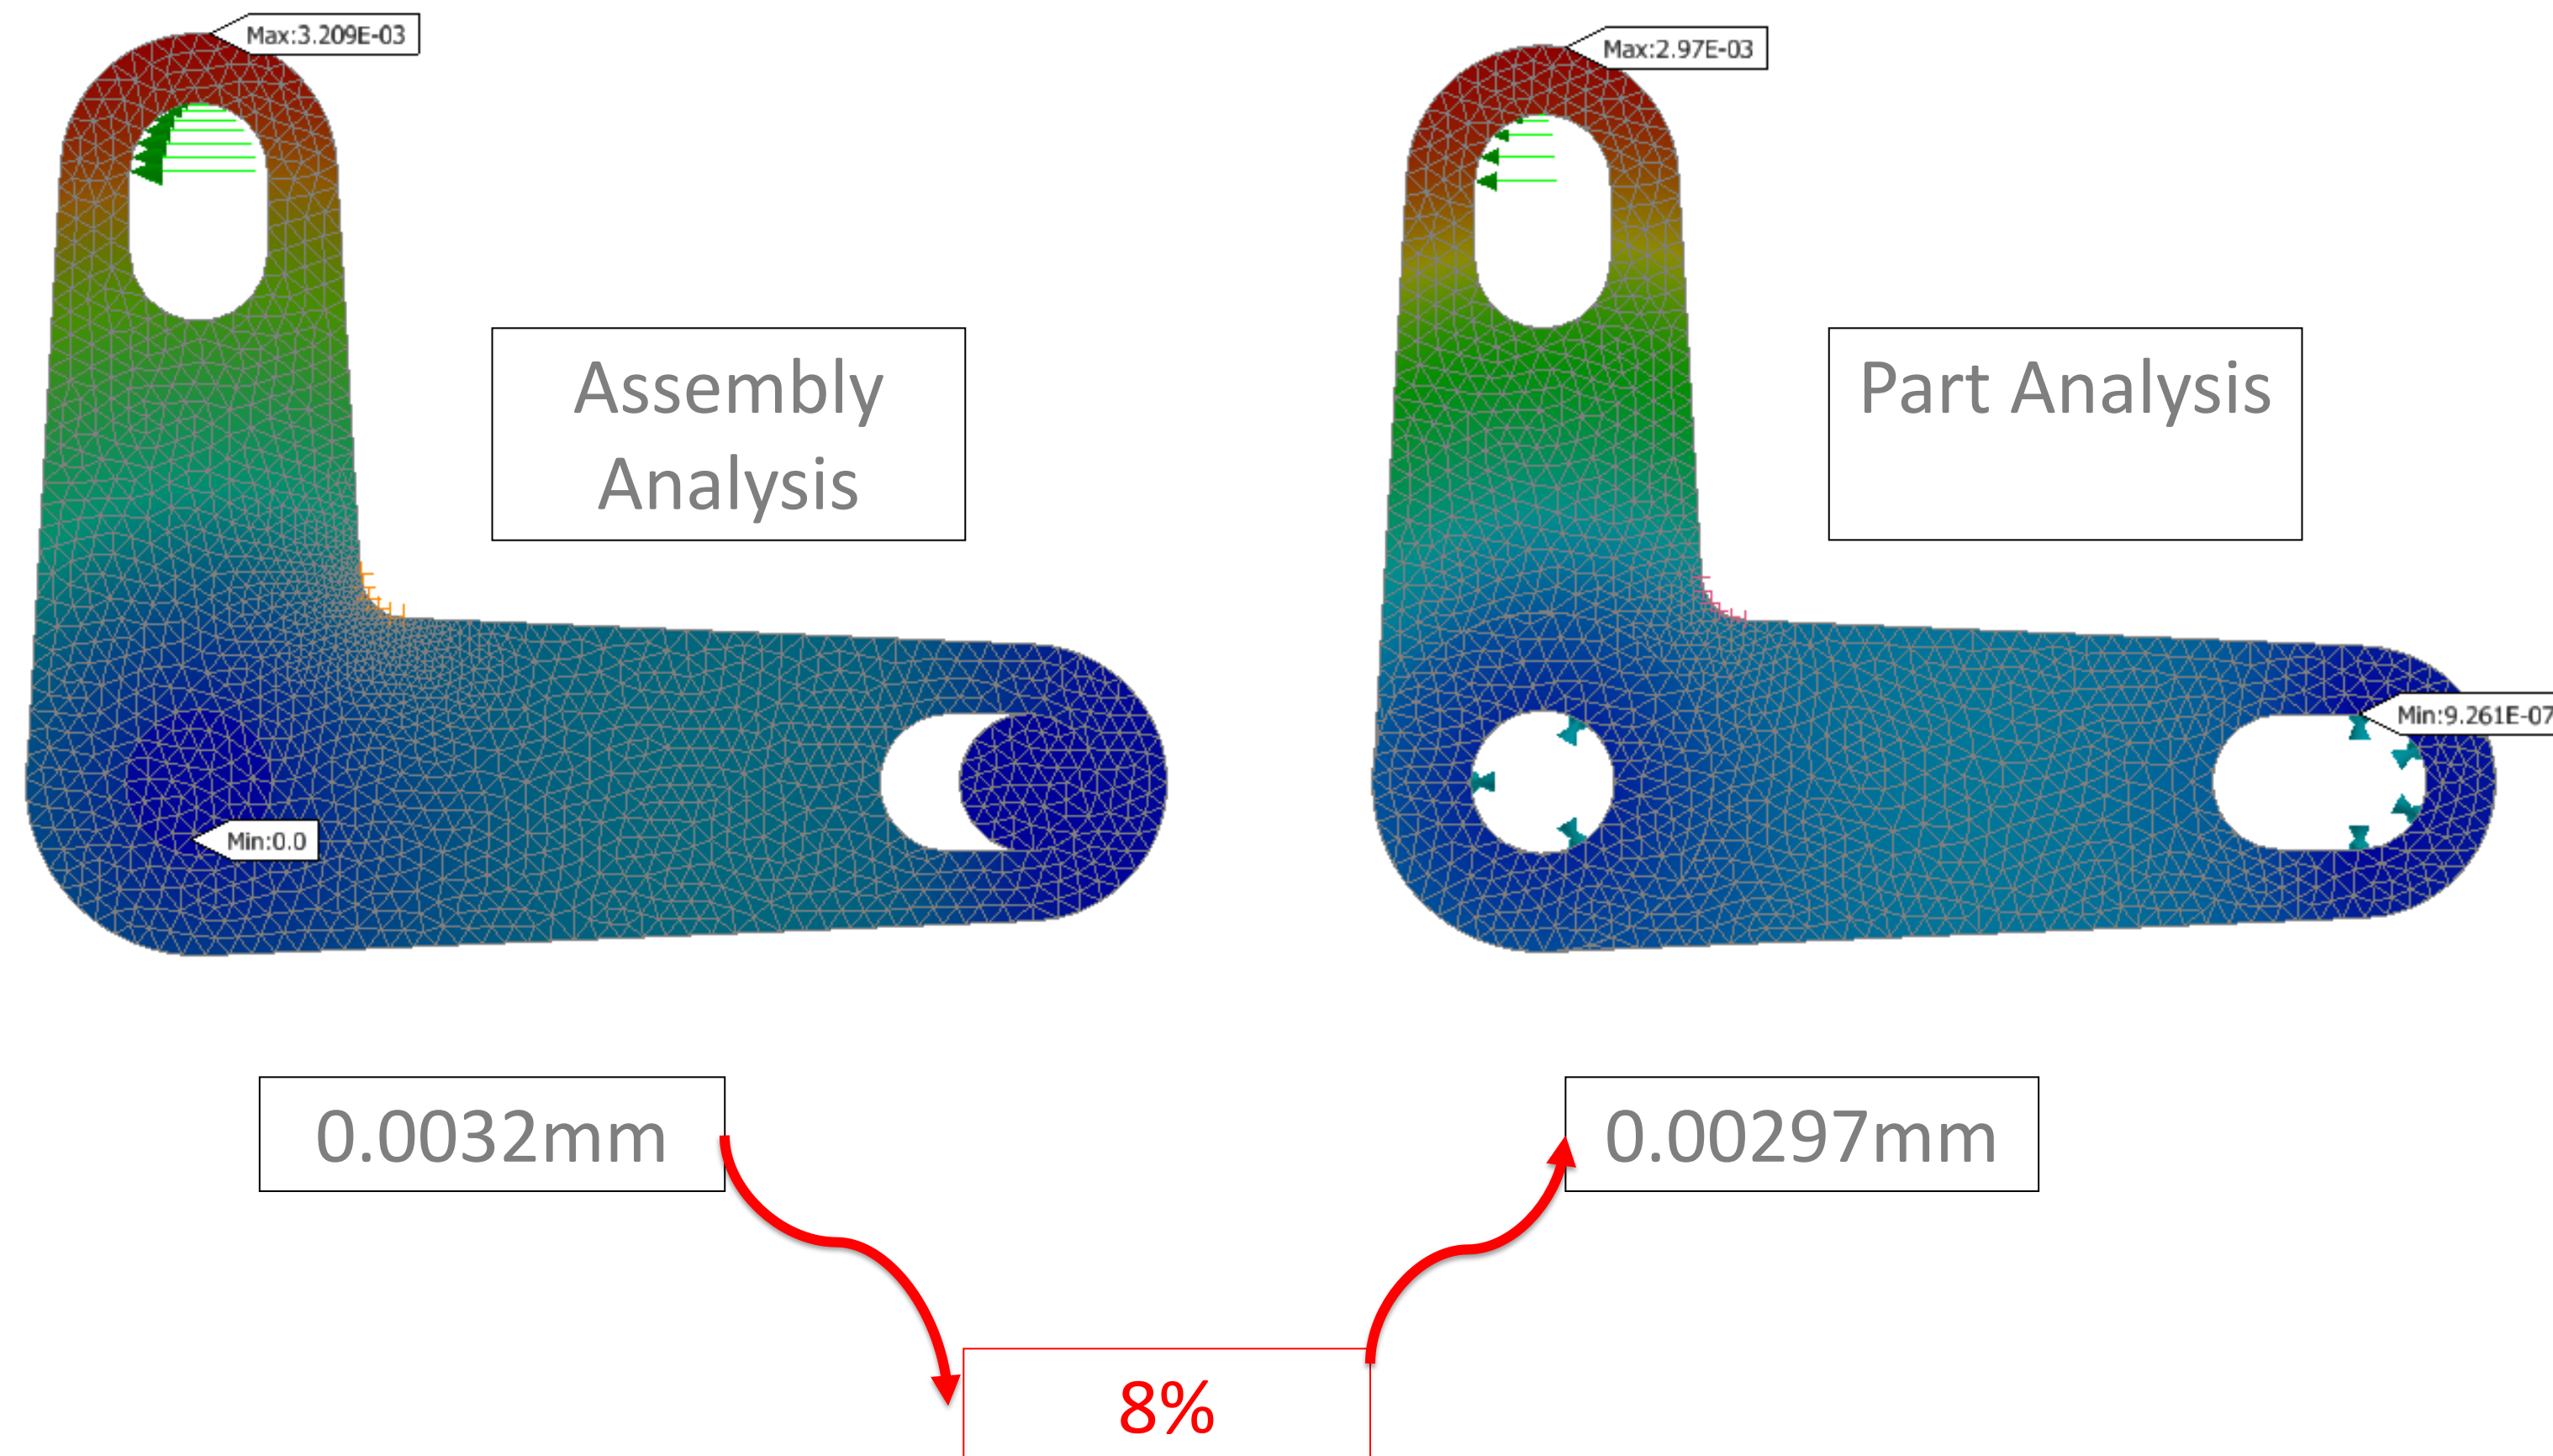 Max:3.209E-03
Max:2.97E-03
Assembly
Analysis
Part Analysis
Min:9.261E-07
Min:0.0
0.0032mm
0.00297mm
8%